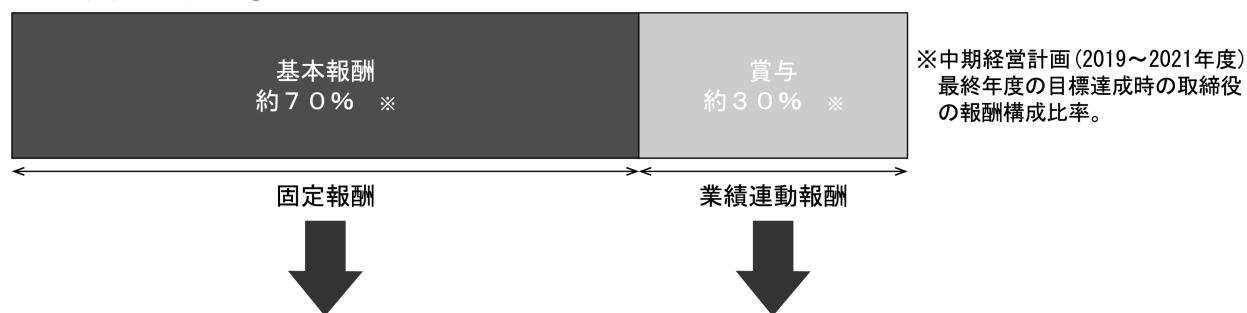 基本報酬
約７０％ ※
賞与
約３０％ ※
※中期経営計画(2019～2021年度)
最終年度の目標達成時の取締役
の報酬構成比率。
固定報酬
業績連動報酬